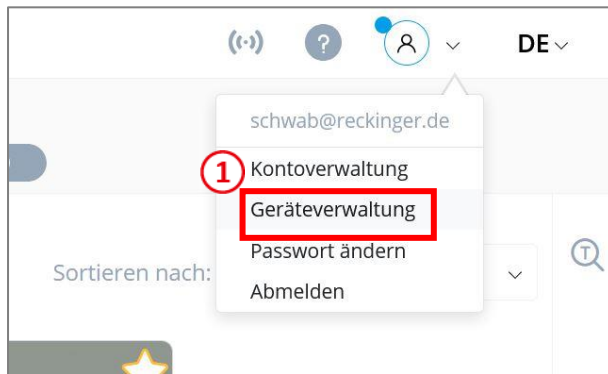 ((·)) ? DE
schwab@reckinger.de
1 Kontoverwaltung
Geräteverwaltung
Passwort ändern
Sortieren nach:
T
Abmelden